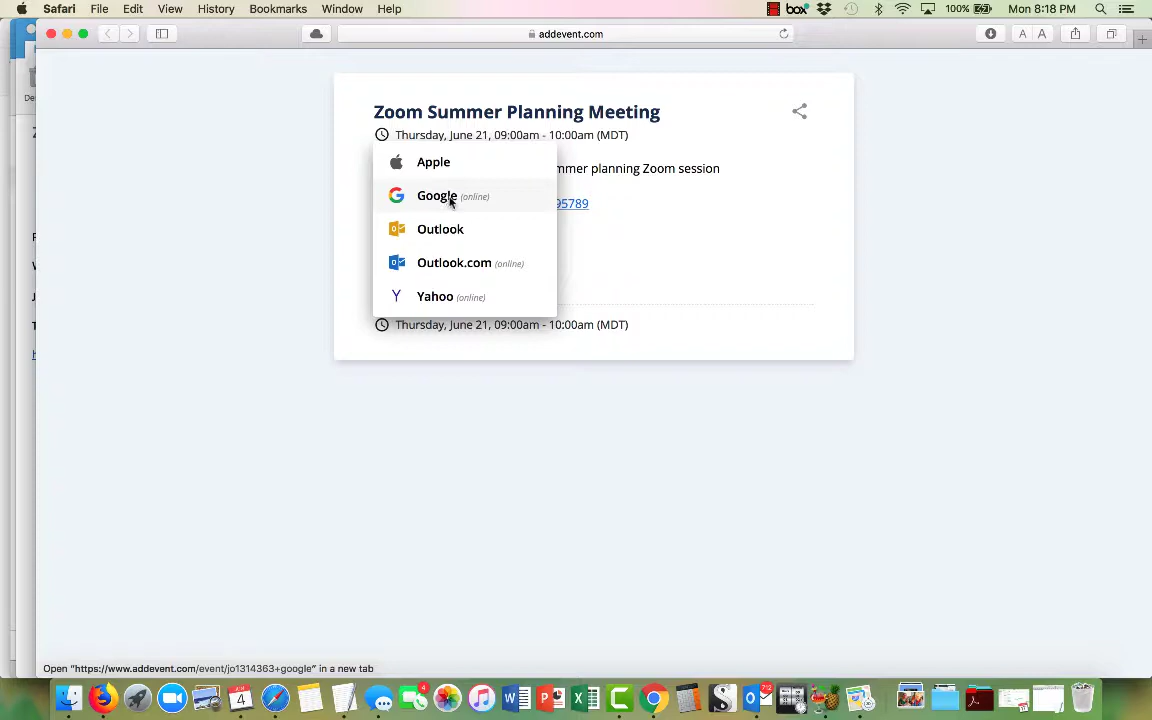 Safari File Edit View History Bookmarks Window Help
box 100% Mon 8:18 PM
addevent.com
A A
Zoom Summer Planning Meeting
Thursday, June 21, 09:00am - 10:00am (MDT)
Apple
mmer planning Zoom session
Google (online)
95789
Outlook
Outlook.com (online)
Yahoo (online)
Thursday, June 21, 09:00am - 10:00am (MDT)
Open "https://www.addevent.com/event/jo1314363+google" in a new tab